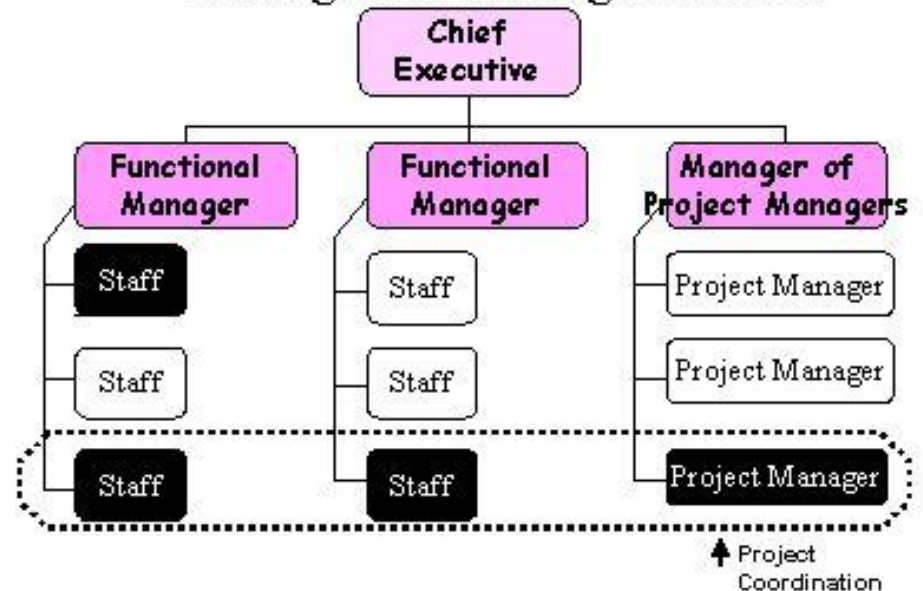 Chief
Executive
Functional
Manager
Functional
Manager
Manager of
Project Managers
Staff
Staff
Project Manager
Staff
Staff
Project Manager
Staff
Staff
Project Manager
Project
Coordination